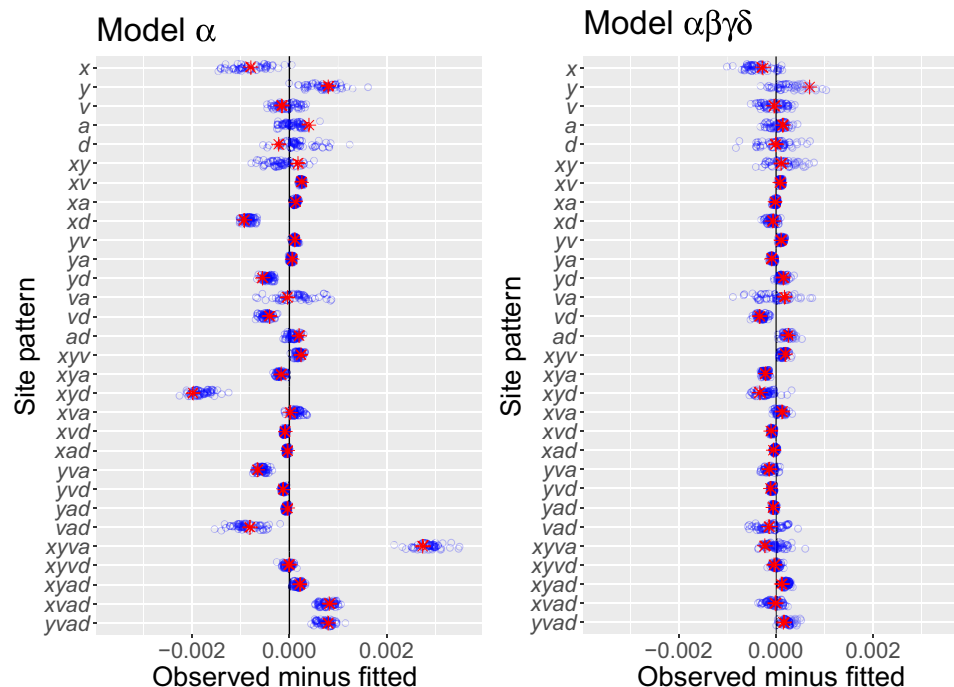 Model α
Site pattern
x
y
v
a
d
xy
xv
xa
xd
yv
ya
yd
va
vd
ad
xyv
xya
xyd
xva
xvd
xad
yva
yvd
yad
vad
xyva
xyvd
xyad
xvad
yvad
−0.002 0.000 0.002
Observed minus fitted
Model αβγδ
Site pattern
x
y
v
a
d
xy
xv
xa
xd
yv
ya
yd
va
vd
ad
xyv
xya
xyd
xva
xvd
xad
yva
yvd
yad
vad
xyva
xyvd
xyad
xvad
yvad
−0.002 0.000 0.002
Observed minus fitted